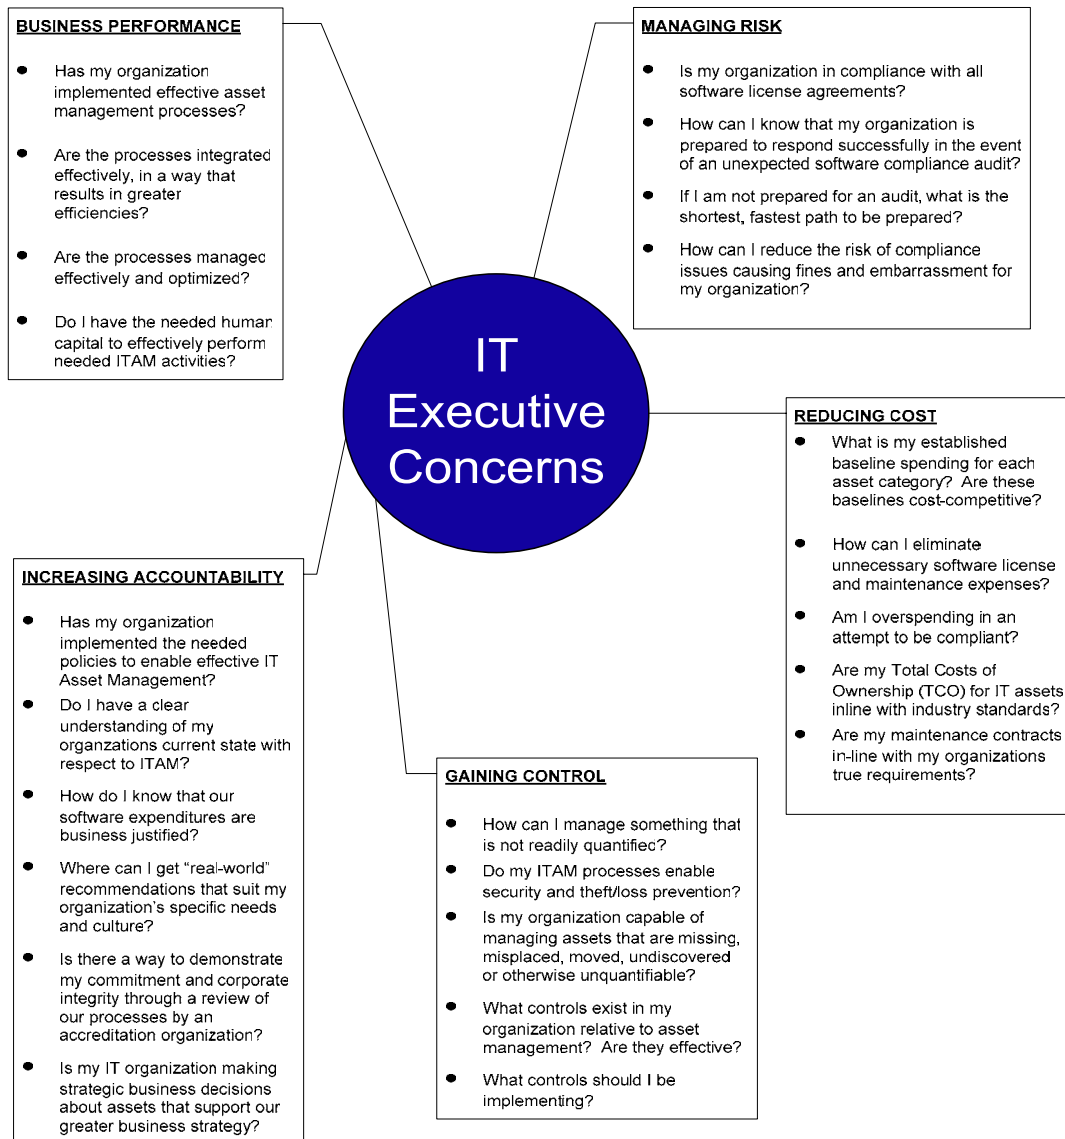 BUSINESS PERFORMANCE
Has my organization
implemented effective asset
management processes?
Are the processes integrated
effectively, in a way that
results in greater
efficiencies?
Are the processes managed
effectively and optimized?
Do I have the needed human
capital to effectively perform
needed ITAM activities?
MANAGING RISK
Is my organization in compliance with all
software license agreements?
How can I know that my organization is
prepared to respond successfully in the event
of an unexpected software compliance audit?
If I am not prepared for an audit, what is the
shortest, fastest path to be prepared?
How can I reduce the risk of compliance
issues causing fines and embarrassment for
my organization?
IT
Executive
Concerns
REDUCING COST
What is my established
baseline spending for each
asset category? Are these
baselines cost-competitive?
How can I eliminate
unnecessary software license
and maintenance expenses?
Am I overspending in an
attempt to be compliant?
Are my Total Costs of
Ownership (TCO) for IT assets
inline with industry standards?
Are my maintenance contracts
in-line with my organizations
true requirements?
INCREASING ACCOUNTABILITY
Has my organization
implemented the needed
policies to enable effective IT
Asset Management?
Do I have a clear
understanding of my
organzations current state with
respect to ITAM?
How do I know that our
software expenditures are
business justified?
Where can I get “real-world”
recommendations that suit my
organization’s specific needs
and culture?
Is there a way to demonstrate
my commitment and corporate
integrity through a review of
our processes by an
accreditation organization?
Is my IT organization making
strategic business decisions
about assets that support our
greater business strategy?
GAINING CONTROL
How can I manage something that
is not readily quantified?
Do my ITAM processes enable
security and theft/loss prevention?
Is my organization capable of
managing assets that are missing,
misplaced, moved, undiscovered
or otherwise unquantifiable?
What controls exist in my
organization relative to asset
management? Are they effective?
What controls should I be
implementing?